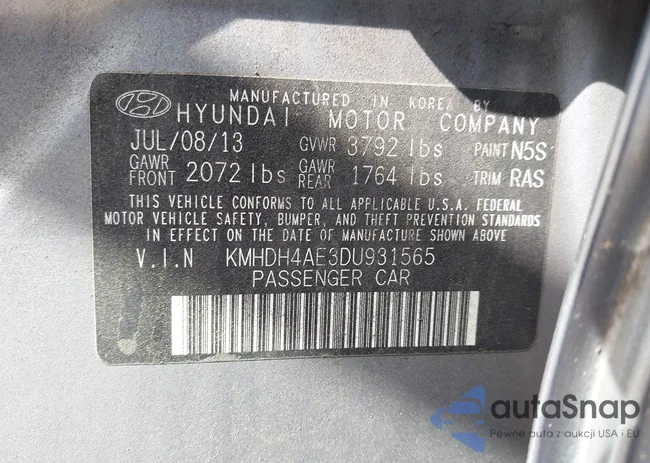 MANUFACTURED IN KOREA BY
HYUNDAI MOTOR COMPANY
JUL/08/13 GVWR 3792 lbs PAINT N5S
GAWR FRONT 2072 lbs GAWR REAR 1764 lbs TRIM RAS
THIS VEHICLE CONFORMS TO ALL APPLICABLE U.S.A. FEDERAL
MOTOR VEHICLE SAFETY, BUMPER, AND THEFT PREVENTION STANDARDS
IN EFFECT ON THE DATE OF MANUFACTURE SHOWN ABOVE
V.I.N KMHDH4AE3DU931565
PASSENGER CAR
autaSnap
Pewne auta z aukcji USA i EU